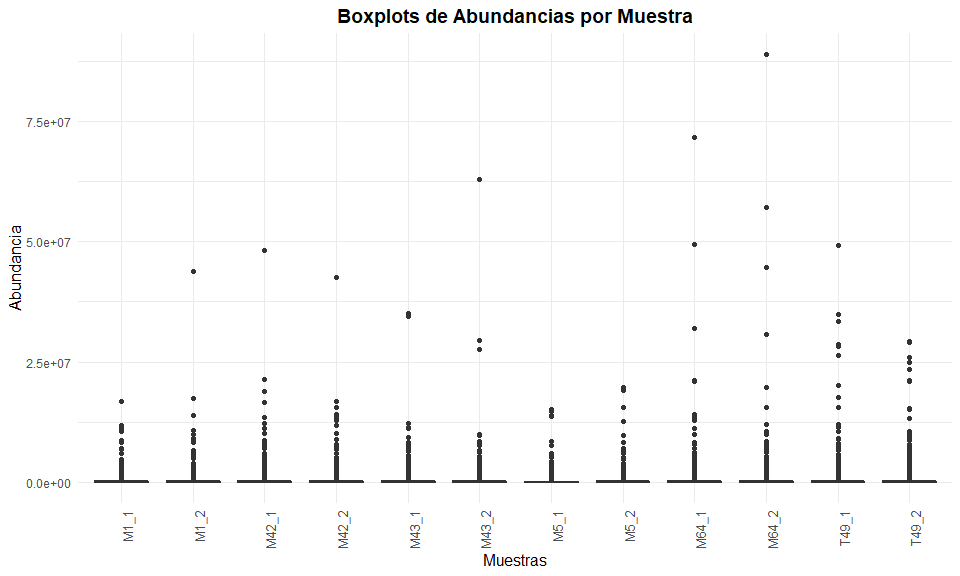 Boxplots de Abundancias por Muestra
Abundancia
7.5e+07
5.0e+07
2.5e+07
0.0e+00
M1_1
M1_2
M42_1
M42_2
M43_1
M43_2
M5_1
M5_2
M64_1
M64_2
T49_1
T49_2
Muestras